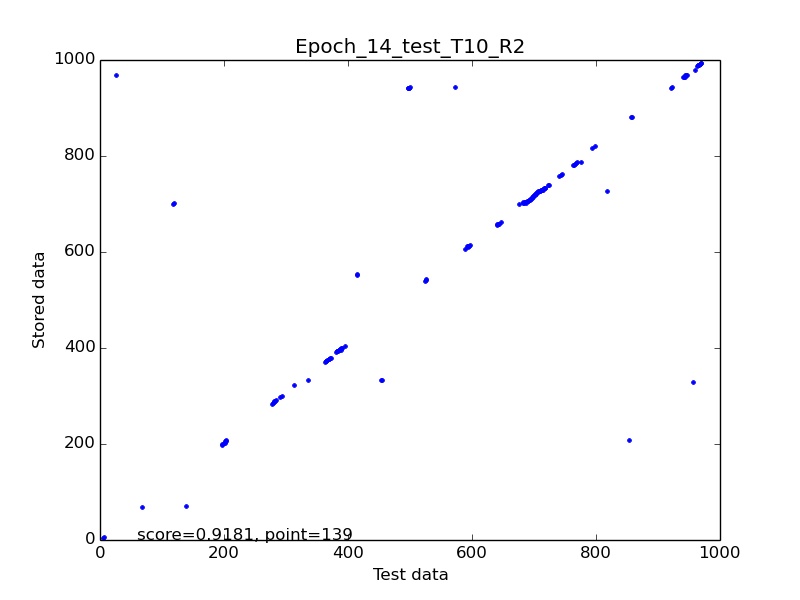 Epoch_14_test_T10_R2
1000
800
600
400
200
0
Stored data
score=0.9181, point=139
0 200 400 600 800 1000
Test data